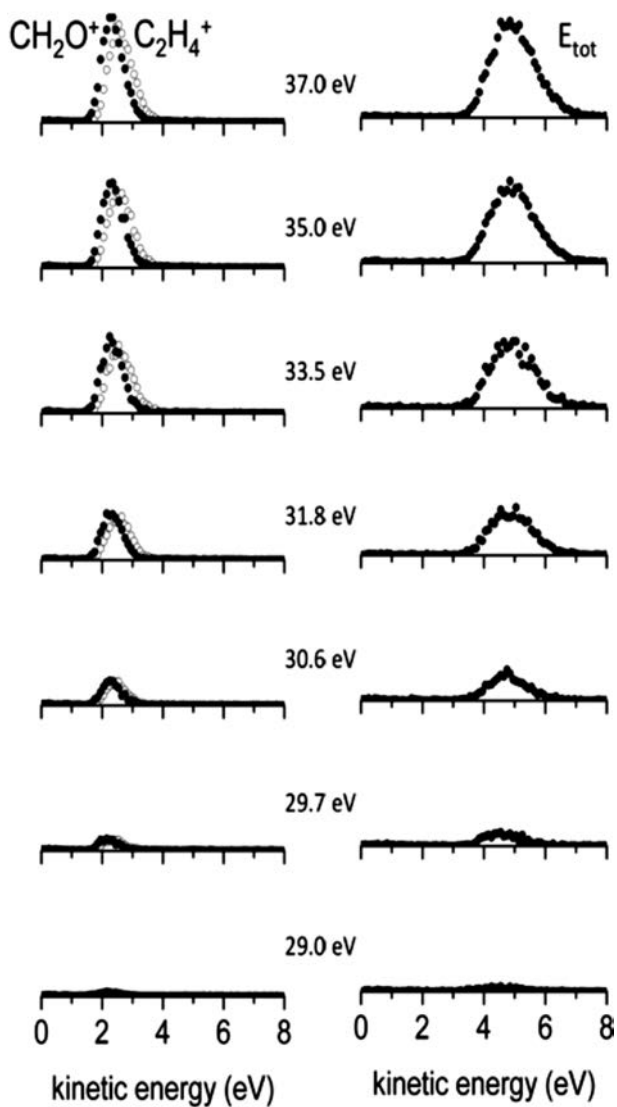 CH₂O⁺ C₂H₄⁺ E_tot
37.0 eV
35.0 eV
33.5 eV
31.8 eV
30.6 eV
29.7 eV
29.0 eV
0 2 4 6 8 0 2 4 6 8
kinetic energy (eV) kinetic energy (eV)